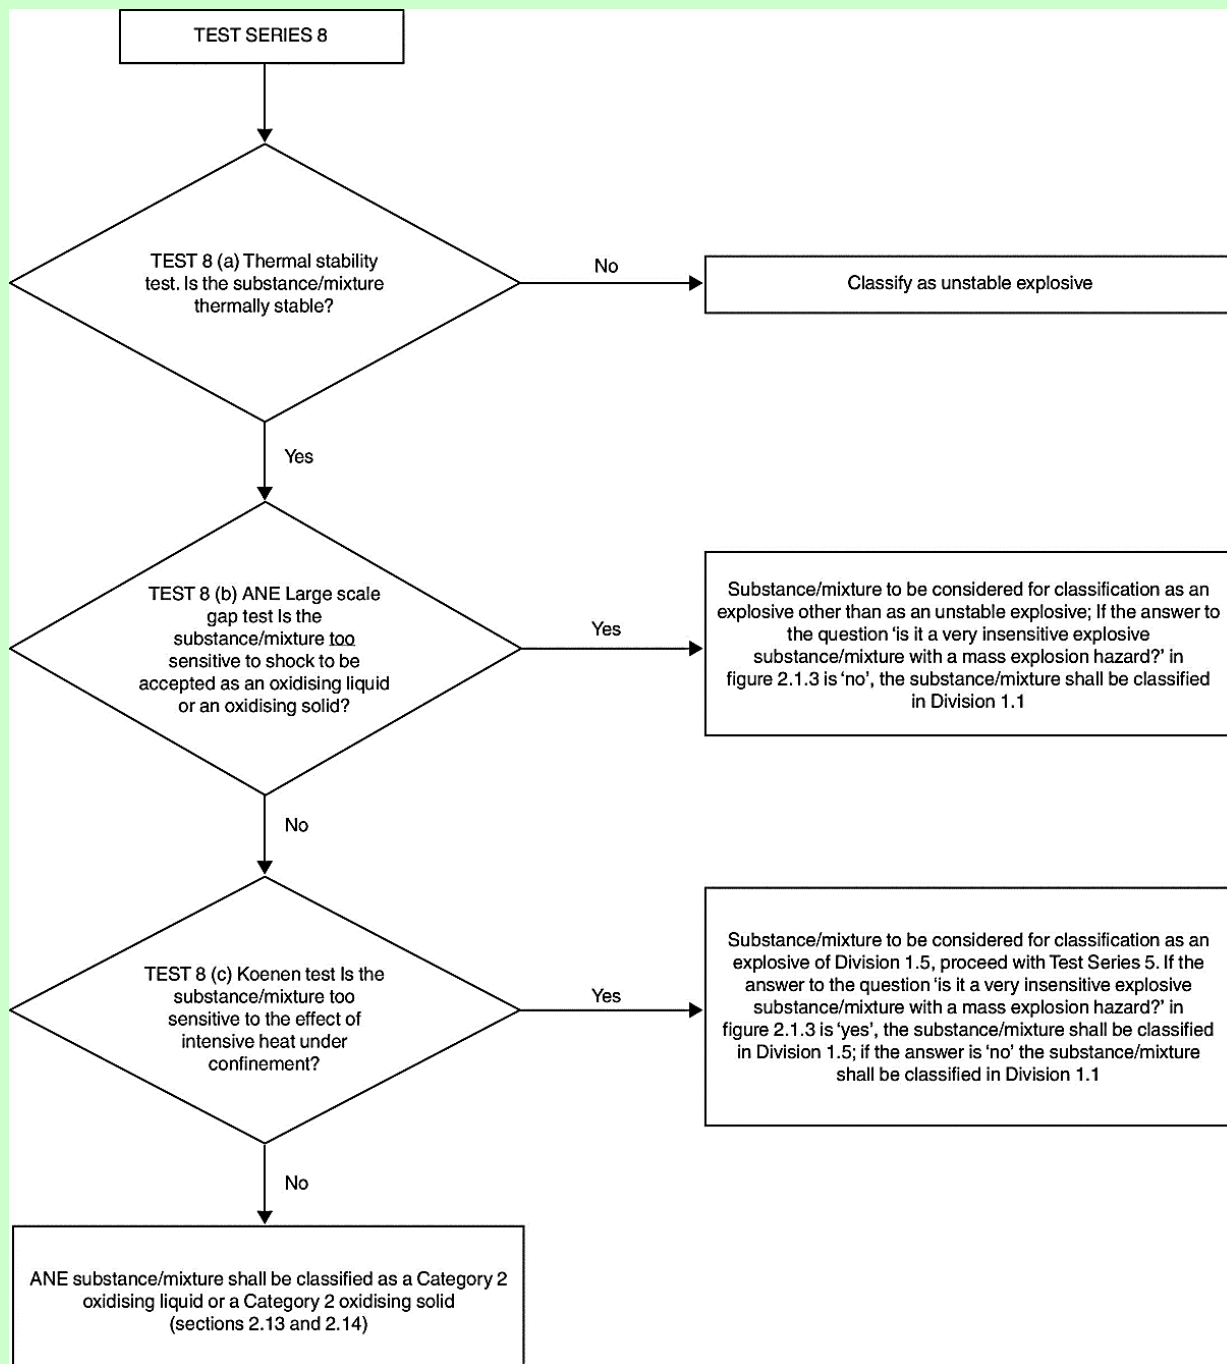 TEST SERIES 8
TEST 8 (a) Thermal stability
test. Is the substance/mixture
thermally stable?
No
Classify as unstable explosive
Yes
TEST 8 (b) ANE Large scale
gap test Is the
substance/mixture too
sensitive to shock to be
accepted as an oxidising liquid
or an oxidising solid?
Yes
Substance/mixture to be considered for classification as an
explosive other than as an unstable explosive; If the answer to
the question ‘is it a very insensitive explosive
substance/mixture with a mass explosion hazard?’ in
figure 2.1.3 is ‘no’, the substance/mixture shall be classified
in Division 1.1
No
TEST 8 (c) Koenen test Is the
substance/mixture too
sensitive to the effect of
intensive heat under
confinement?
Yes
Substance/mixture to be considered for classification as an
explosive of Division 1.5, proceed with Test Series 5. If the
answer to the question ‘is it a very insensitive explosive
substance/mixture with a mass explosion hazard?’ in
figure 2.1.3 is ‘yes’, the substance/mixture shall be classified
in Division 1.5; if the answer is ‘no’ the substance/mixture
shall be classified in Division 1.1
No
ANE substance/mixture shall be classified as a Category 2
oxidising liquid or a Category 2 oxidising solid
(sections 2.13 and 2.14)